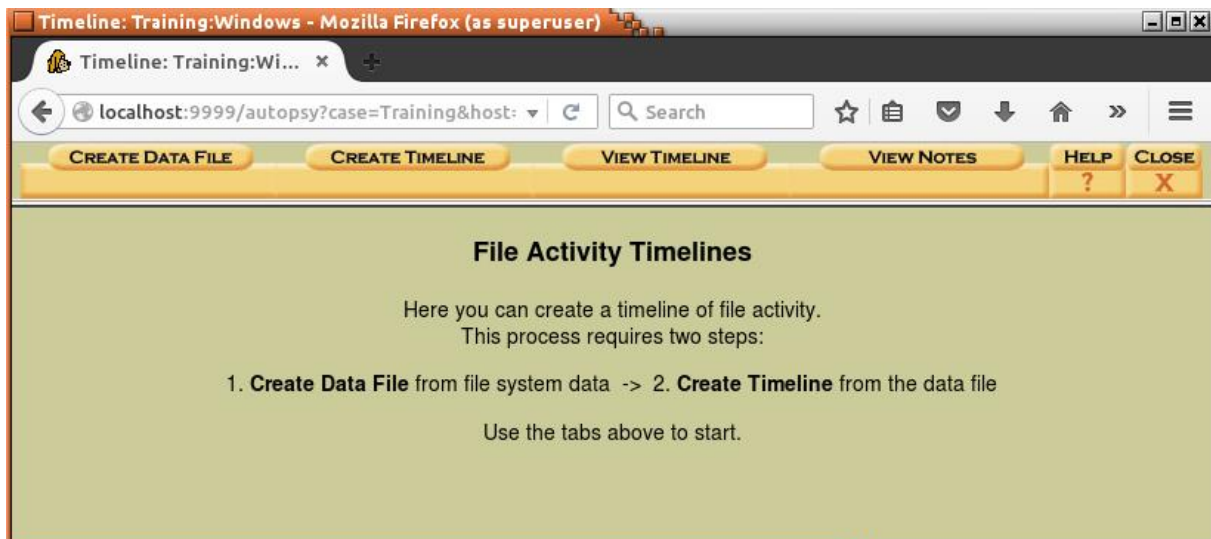 Timeline: Training:Windows - Mozilla Firefox (as superuser)
Timeline: Training:Wi... ×
localhost:9999/autopsy?case=Training&host:
Search
CREATE DATA FILE
CREATE TIMELINE
VIEW TIMELINE
VIEW NOTES
HELP
?
CLOSE
X
File Activity Timelines
Here you can create a timeline of file activity.
This process requires two steps:
1. Create Data File from file system data -> 2. Create Timeline from the data file
Use the tabs above to start.